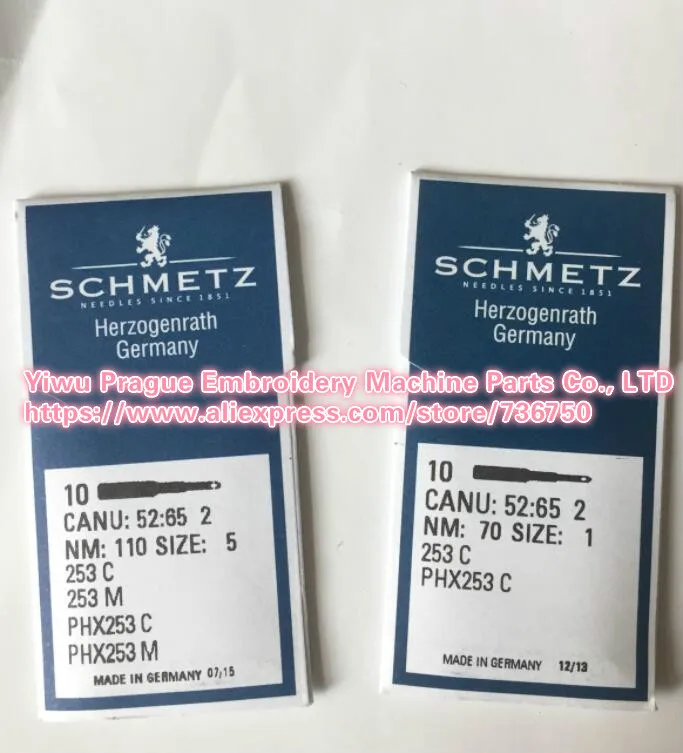 SCHMETZ
NEEDLES SINCE 1851
Herzogenrath
Germany
SCHMETZ
NEEDLES SINCE 1851
Herzogenrath
Germany
Yiwu Prague Embroidery Machine Parts Co., LTD
https://www.aliexpress.com/store/736750
10
CANU: 52:65 2
NM: 110 SIZE: 5
253 C
253 M
PHX253 C
PHX253 M
MADE IN GERMANY 07/15
10
CANU: 52:65 2
NM: 70 SIZE: 1
253 C
PHX253 C
MADE IN GERMANY 12/13